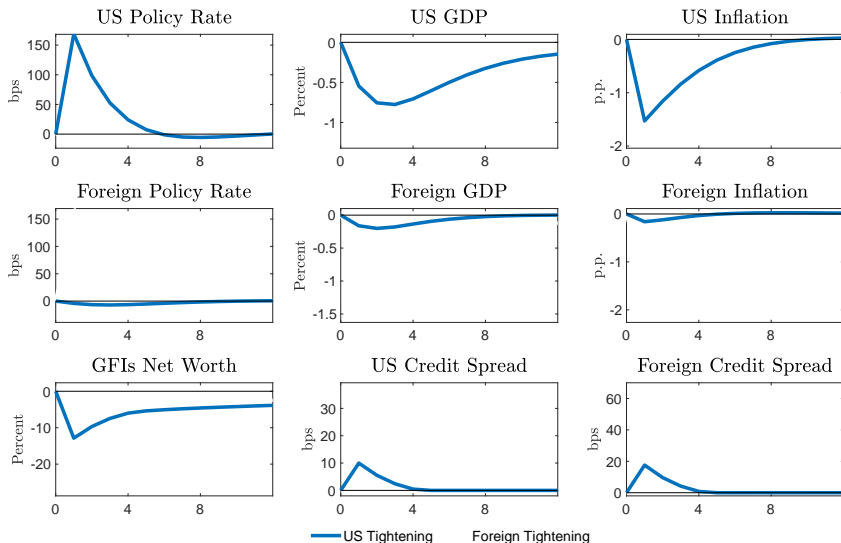 US Policy Rate
US GDP
US Inflation
bps
150
100
50
0
0
4
8
Percent
0
-0.5
-1
0
4
8
p.p.
0
-1
-2
0
4
8
Foreign Policy Rate
Foreign GDP
Foreign Inflation
bps
150
100
50
0
0
4
8
Percent
0
-0.5
-1
-1.5
0
4
8
p.p.
0
-1
-2
0
4
8
GFIs Net Worth
US Credit Spread
Foreign Credit Spread
Percent
0
-10
-20
0
4
8
bps
30
20
10
0
0
4
8
bps
60
40
20
0
0
4
8
US Tightening
Foreign Tightening